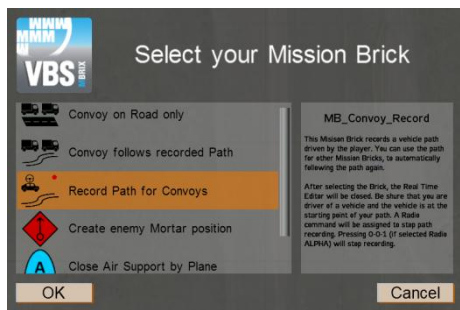 WWW
MMM
VBS BRIX
Select your Mission Brick
Convoy on Road only
Convoy follows recorded Path
Record Path for Convoys
Create enemy Mortar position
Close Air Support by Plane
MB_Convoy_Record
This Mission Brick records a vehicle path
driven by the player. You can use the path
for other Mission Bricks, to automatically
following the path again.
After selecting the Brick, the Real Time
Editor will be closed. Be shure that you are
driver of a vehicle and the vehicle is at the
starting point of your path. A Radio
command will be assigned to stop path
recording. Pressing 0-0-1 (if selected Radio
ALPHA) will stop recording.
A
OK
Cancel